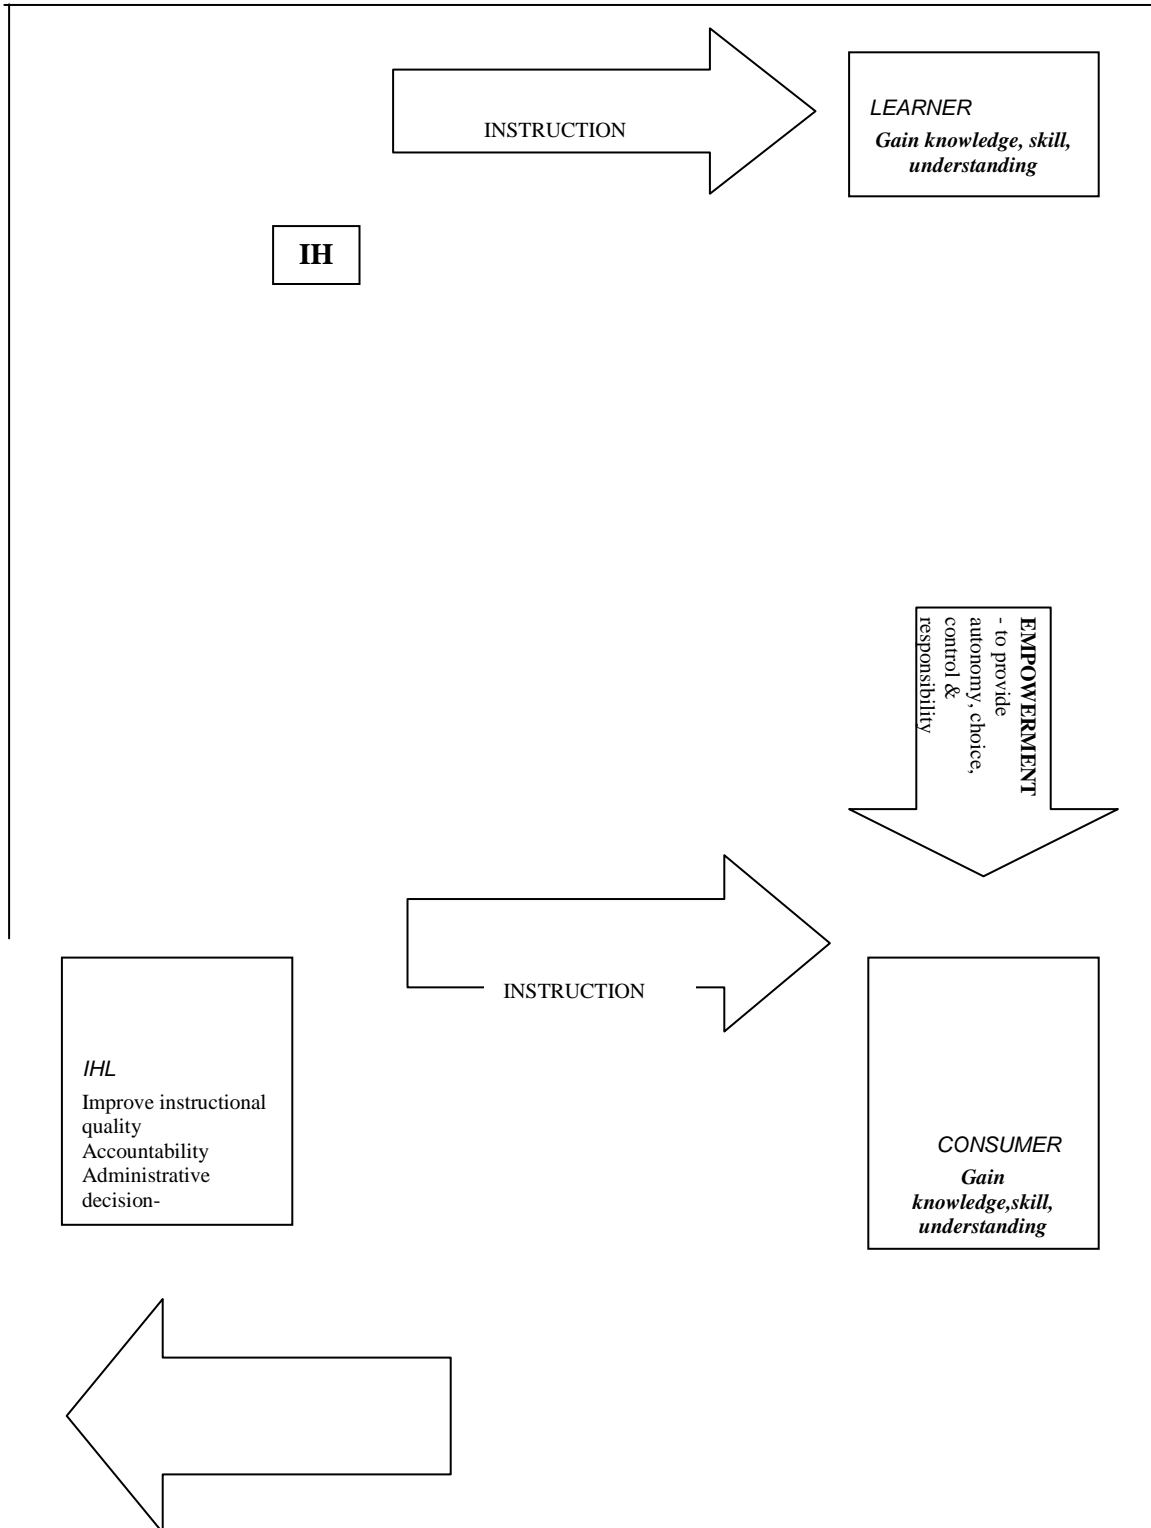 INSTRUCTION
LEARNER
Gain knowledge, skill,
understanding
IH
EMPOWERMENT
- to provide
autonomy, choice,
control &
responsibility
INSTRUCTION
IHL
Improve instructional
quality
Accountability
Administrative
decision-
CONSUMER
Gain
knowledge,skill,
understanding